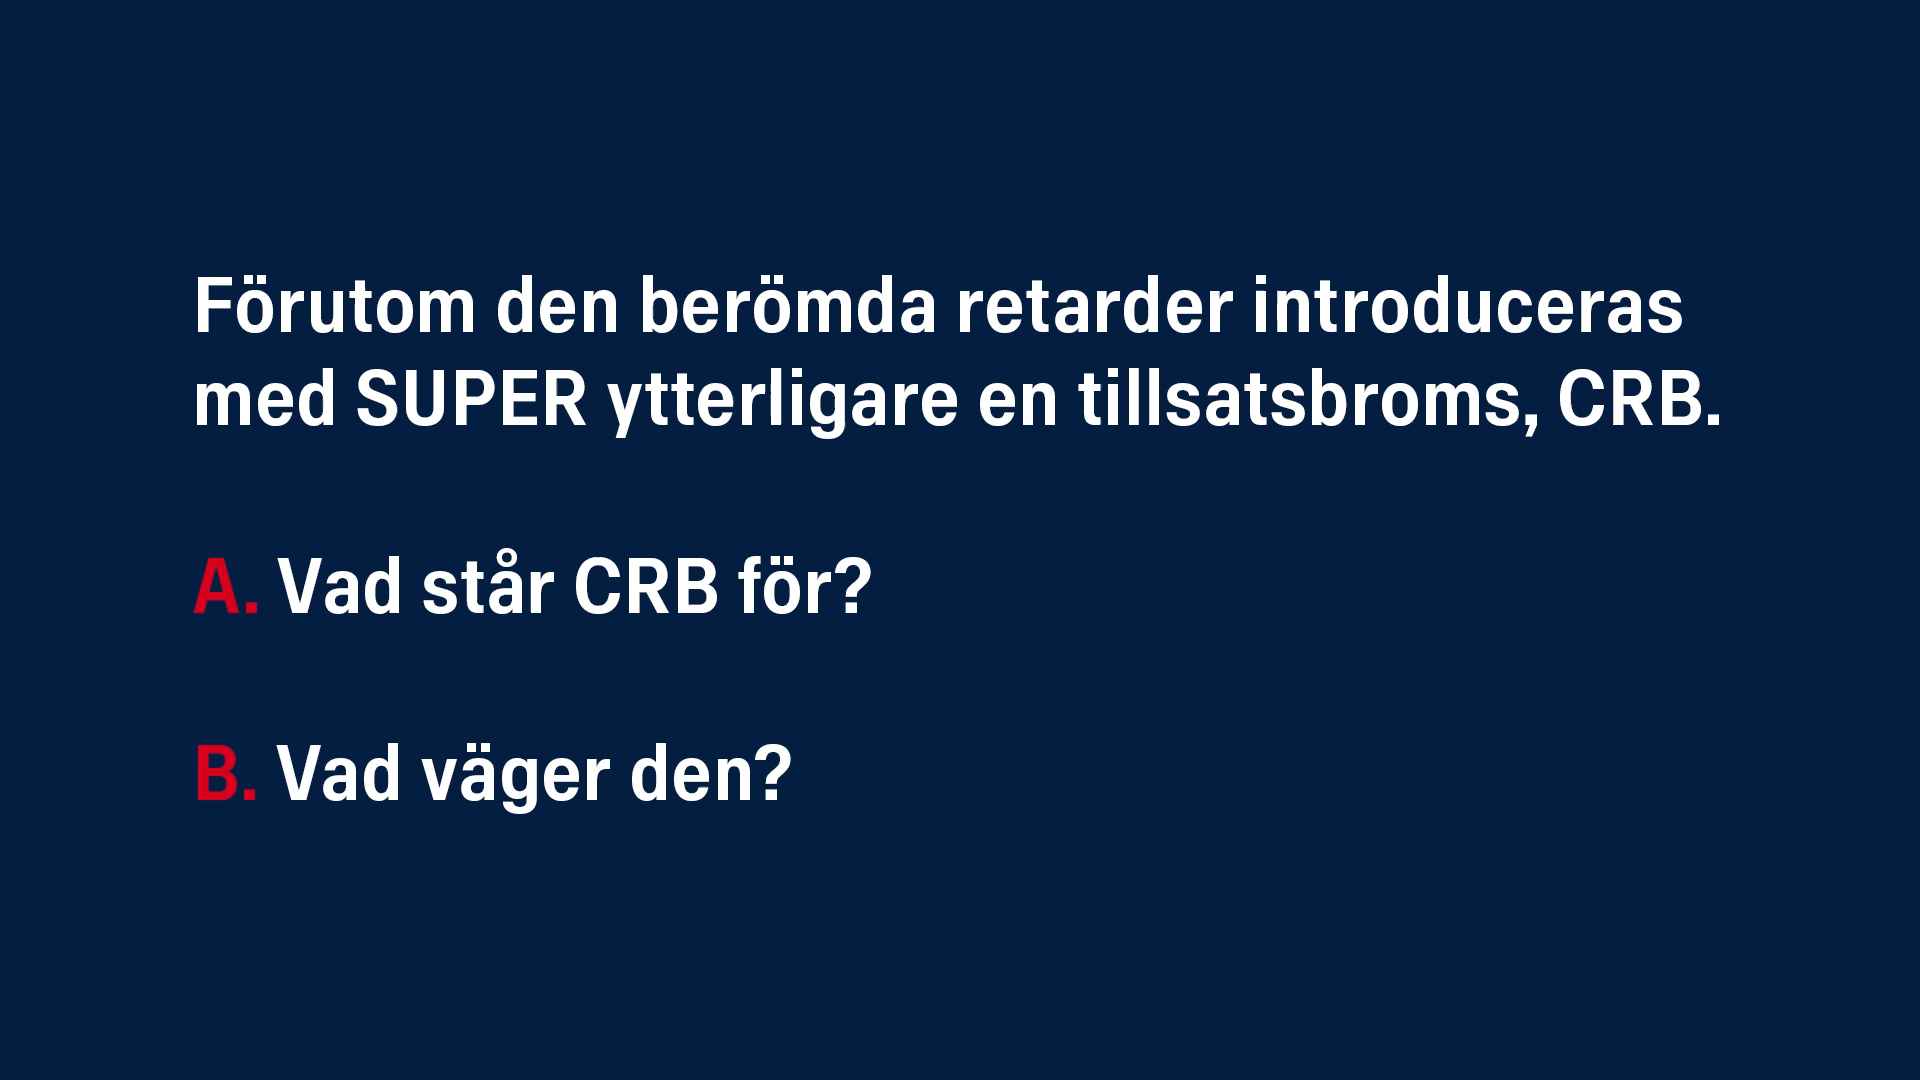 Förutom den berömda retarder introduceras
med SUPER ytterligare en tillsatsbroms, CRB.
A. Vad står CRB för?
B. Vad väger den?